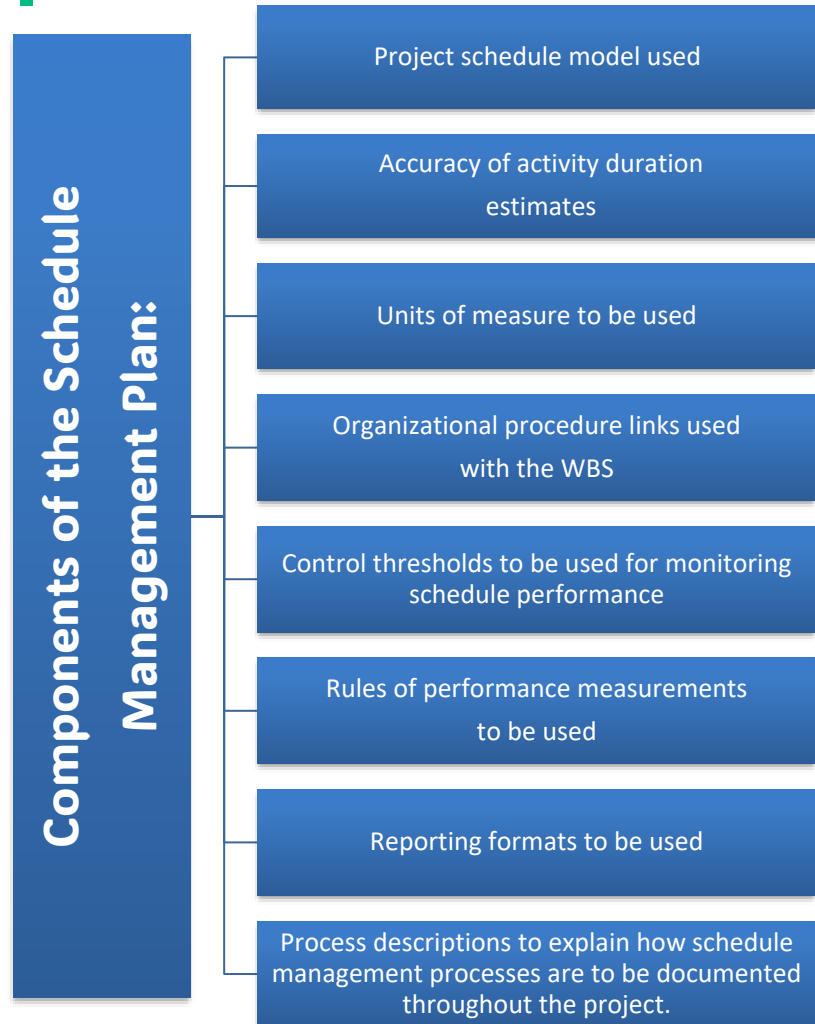 Components of the Schedule
Management Plan:
Project schedule model used
Accuracy of activity duration
estimates
Units of measure to be used
Organizational procedure links used
with the WBS
Control thresholds to be used for monitoring
schedule performance
Rules of performance measurements
to be used
Reporting formats to be used
Process descriptions to explain how schedule
management processes are to be documented
throughout the project.